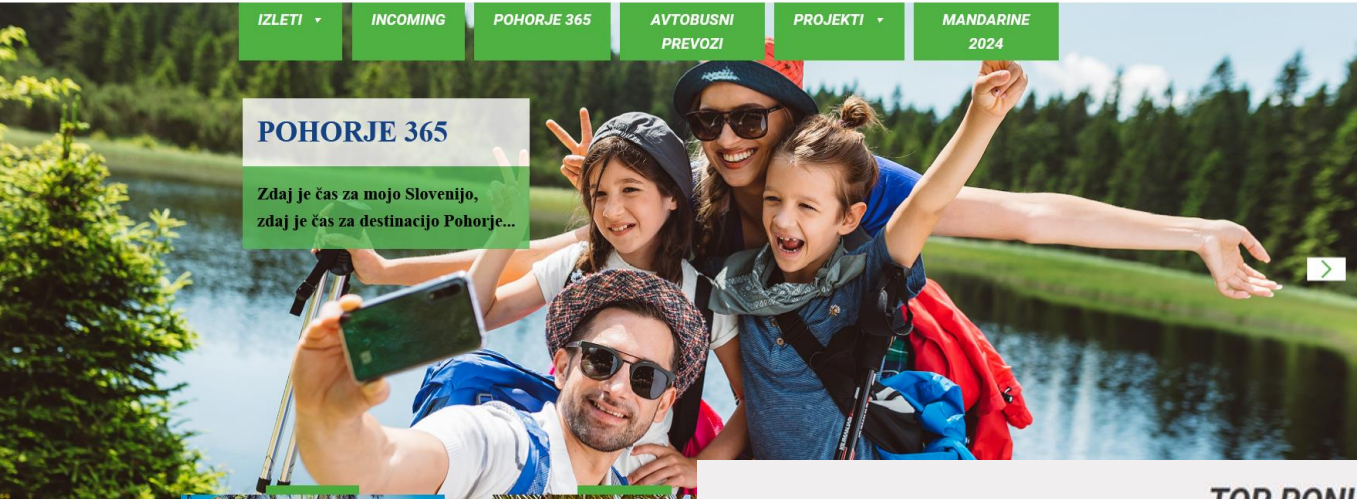 IZLETI
INCOMING
POHORJE 365
AVTOBUSNI
PREVOZI
PROJEKTI
MANDARINE
2024
POHORJE 365
Zdaj je čas za mojo Slovenijo,
zdaj je čas za destinacijo Pohorje...
TOP